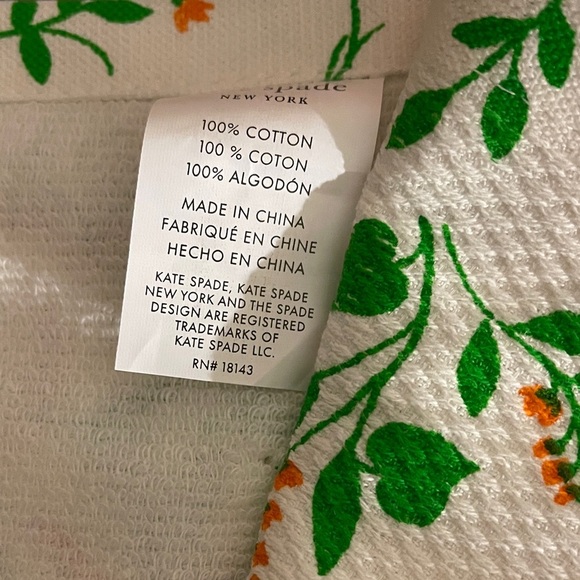 spade
NEW YORK
100% COTTON
100 % COTON
100% ALGODÓN
MADE IN CHINA
FABRIQUÉ EN CHINE
HECHO EN CHINA
KATE SPADE, KATE SPADE
NEW YORK AND THE SPADE
DESIGN ARE REGISTERED
TRADEMARKS OF
KATE SPADE LLC.
RN# 18143